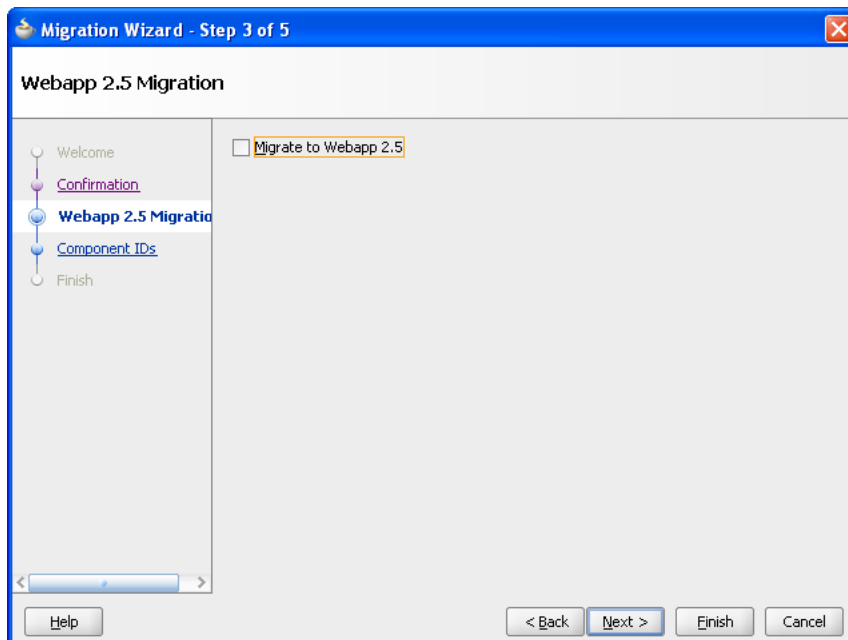 Migration Wizard - Step 3 of 5
Webapp 2.5 Migration
Welcome
Confirmation
Webapp 2.5 Migratio
Component IDs
Finish
Migrate to Webapp 2.5
Help
< Back
Next >
Finish
Cancel